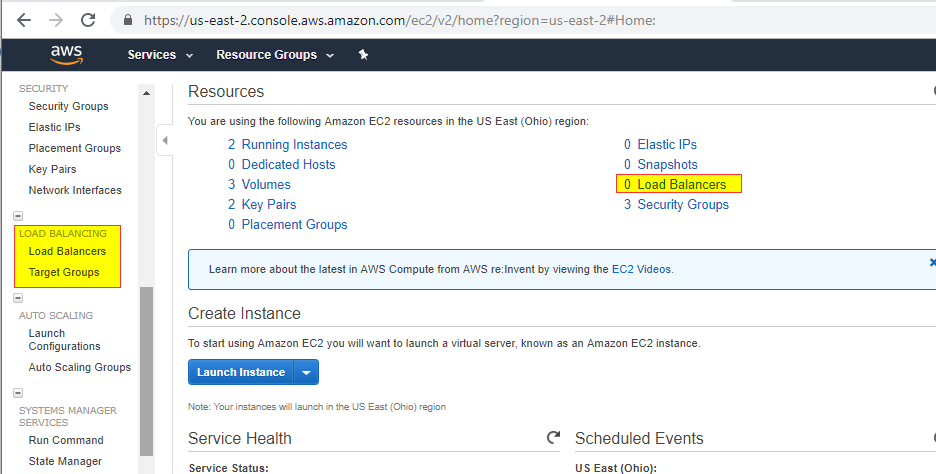 https://us-east-2.console.aws.amazon.com/ec2/v2/home?region=us-east-2#Home:
aws Services Resource Groups
SECURITY
Security Groups
Elastic IPs
Placement Groups
Key Pairs
Network Interfaces
LOAD BALANCING
Load Balancers
Target Groups
AUTO SCALING
Launch
Configurations
Auto Scaling Groups
SYSTEMS MANAGER
SERVICES
Run Command
State Manager
Resources
You are using the following Amazon EC2 resources in the US East (Ohio) region:
2 Running Instances
0 Dedicated Hosts
3 Volumes
2 Key Pairs
0 Placement Groups
0 Elastic IPs
0 Snapshots
0 Load Balancers
3 Security Groups
Learn more about the latest in AWS Compute from AWS re:Invent by viewing the EC2 Videos.
Create Instance
To start using Amazon EC2 you will want to launch a virtual server, known as an Amazon EC2 instance.
Launch Instance
Note: Your instances will launch in the US East (Ohio) region
Service Health
Service Status:
Scheduled Events
US East (Ohio):